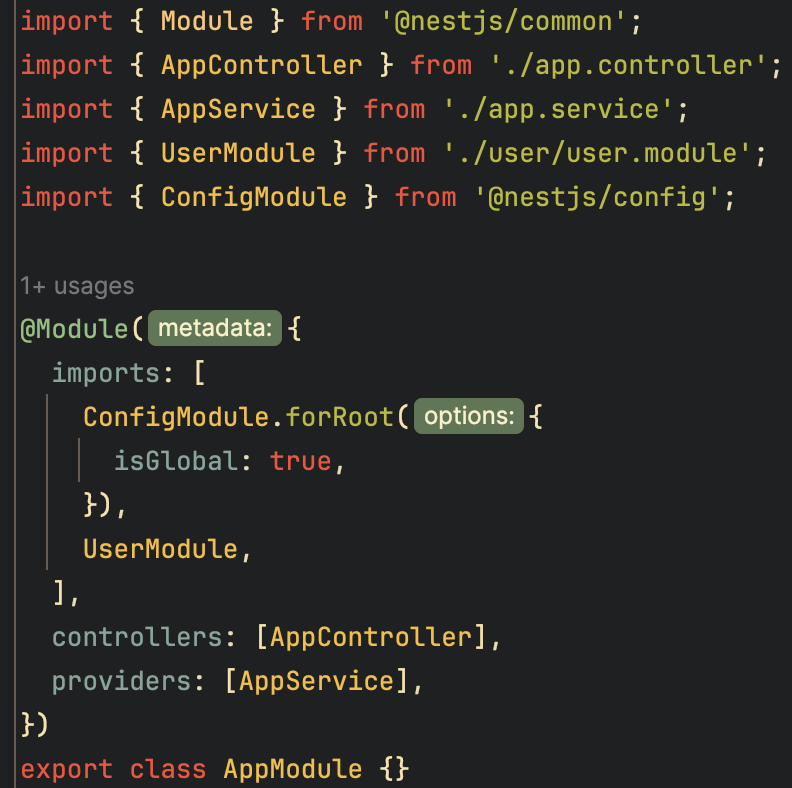 import { Module } from '@nestjs/common';
import { AppController } from './app.controller';
import { AppService } from './app.service';
import { UserModule } from './user/user.module';
import { ConfigModule } from '@nestjs/config';

1+ usages
@Module( metadata: {
  imports: [
    ConfigModule.forRoot( options: {
      isGlobal: true,
    }),
    UserModule,
  ],
  controllers: [AppController],
  providers: [AppService],
})
export class AppModule {}